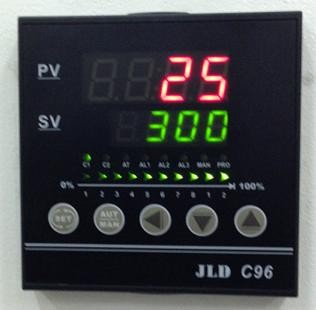 PV 25
SV 300
C1 C2 AT AL1 AL2 AL3 MAN PRO
0% 100%
1 2 3 4 5 6 7 8 9 1 2
SET AUT MAN
JLD C96